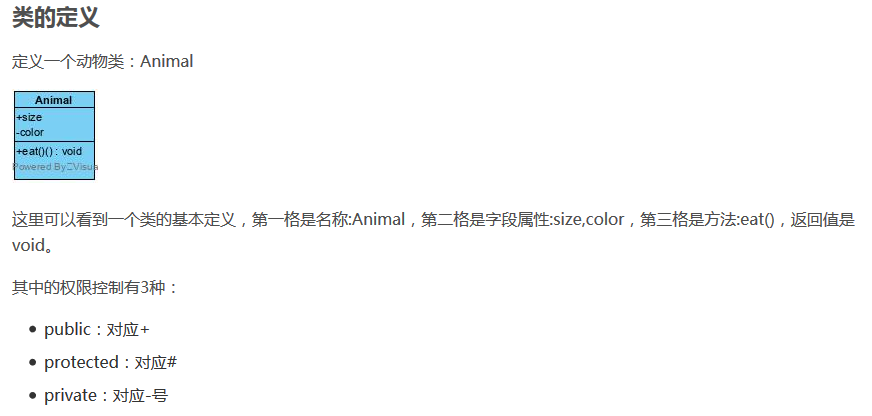 类的定义
定义一个动物类：Animal
Animal
+size
-color
+eat()() : void
Powered By Visua
这里可以看到一个类的基本定义，第一格是名称:Animal，第二格是字段属性:size,color，第三格是方法:eat()，返回值是
void。
其中的权限控制有3种：
public：对应+
protected：对应#
private：对应-号